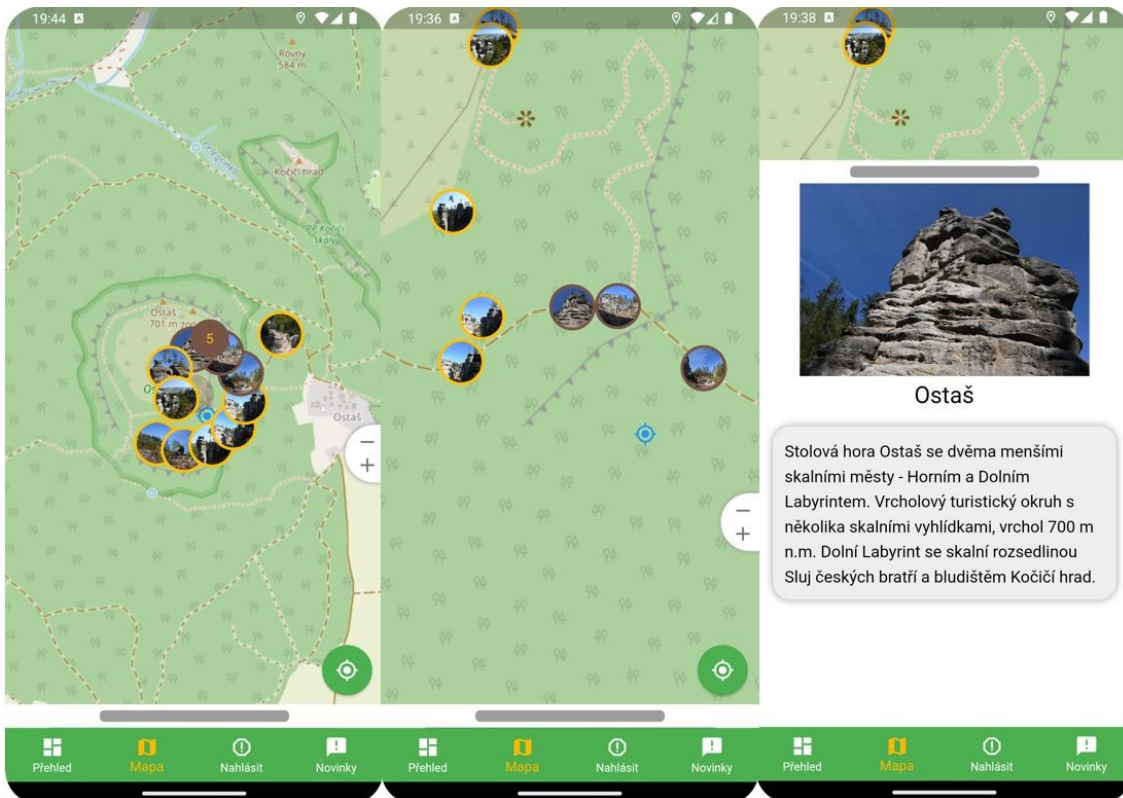 19:44
Rovny
584 m
Pelegrinka
Kočičí hrad
PP Kočičí
skály
Ostaš
701 m
5
Ostaš
−
+
Přehled
Mapa
Nahlásit
Novinky
19:36
−
+
Přehled
Mapa
Nahlásit
Novinky
19:38
Ostaš
Stolová hora Ostaš se dvěma menšími
skalními městy - Horním a Dolním
Labyrintem. Vrcholový turistický okruh s
několika skalními vyhlídkami, vrchol 700 m
n.m. Dolní Labyrint se skalní rozsedlinou
Sluj českých bratří a bludištěm Kočičí hrad.
Přehled
Mapa
Nahlásit
Novinky